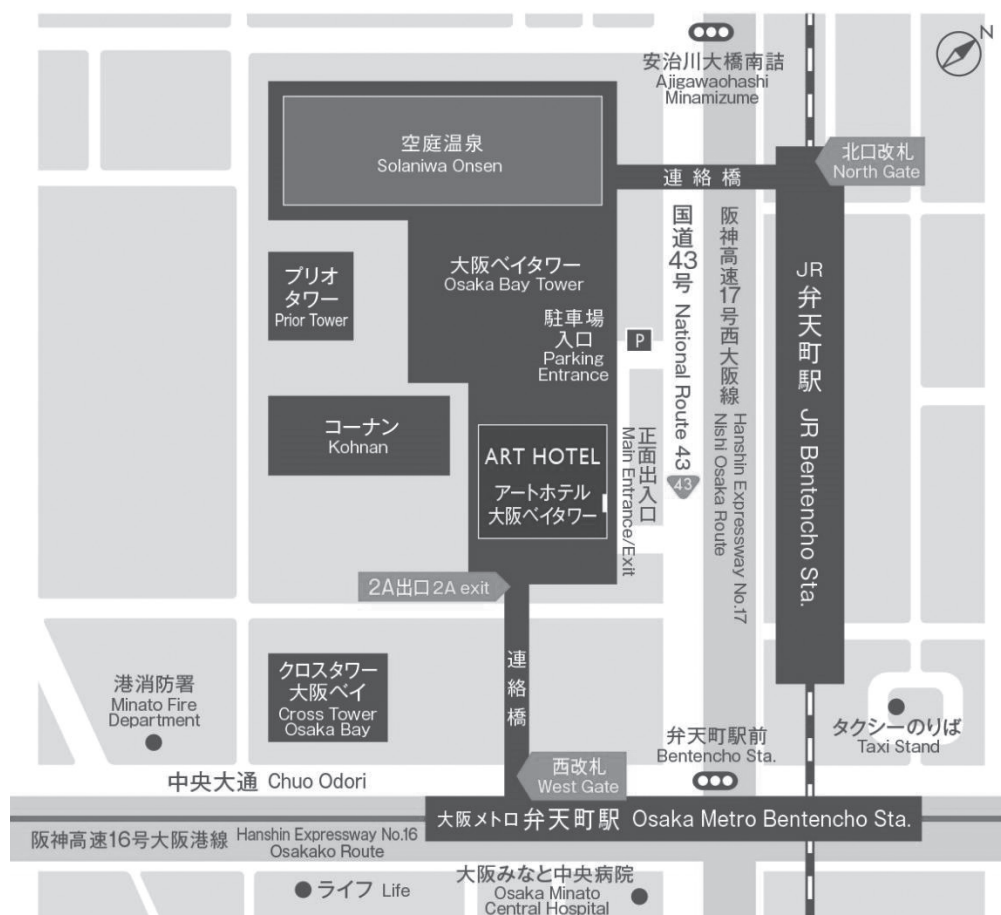 N
安治川大橋南詰
Ajigawaohashi
Minamizume
空庭温泉
Solaniwa Onsen
北口改札
North Gate
連絡橋
国道43号 National Route 43
43
阪神高速17号西大阪線
Hanshin Expressway No.17
Nishi Osaka Route
JR 弁天町駅 JR Bentencho Sta.
大阪ベイタワー
Osaka Bay Tower
プリオ
タワー
Prior Tower
駐車場
入口
Parking
Entrance
P
コーナン
Kohnan
ART HOTEL
アートホテル
大阪ベイタワー
正面出入口
Main Entrance/Exit
2A出口 2A exit
連絡橋
クロスタワー
大阪ベイ
Cross Tower
Osaka Bay
港消防署
Minato Fire
Department
弁天町駅前
Bentencho Sta.
タクシーのりば
Taxi Stand
西改札
West Gate
中央大通 Chuo Odori
大阪メトロ 弁天町駅 Osaka Metro Bentencho Sta.
阪神高速16号大阪港線 Hanshin Expressway No.16
Osakako Route
ライフ Life
大阪みなと中央病院
Osaka Minato
Central Hospital